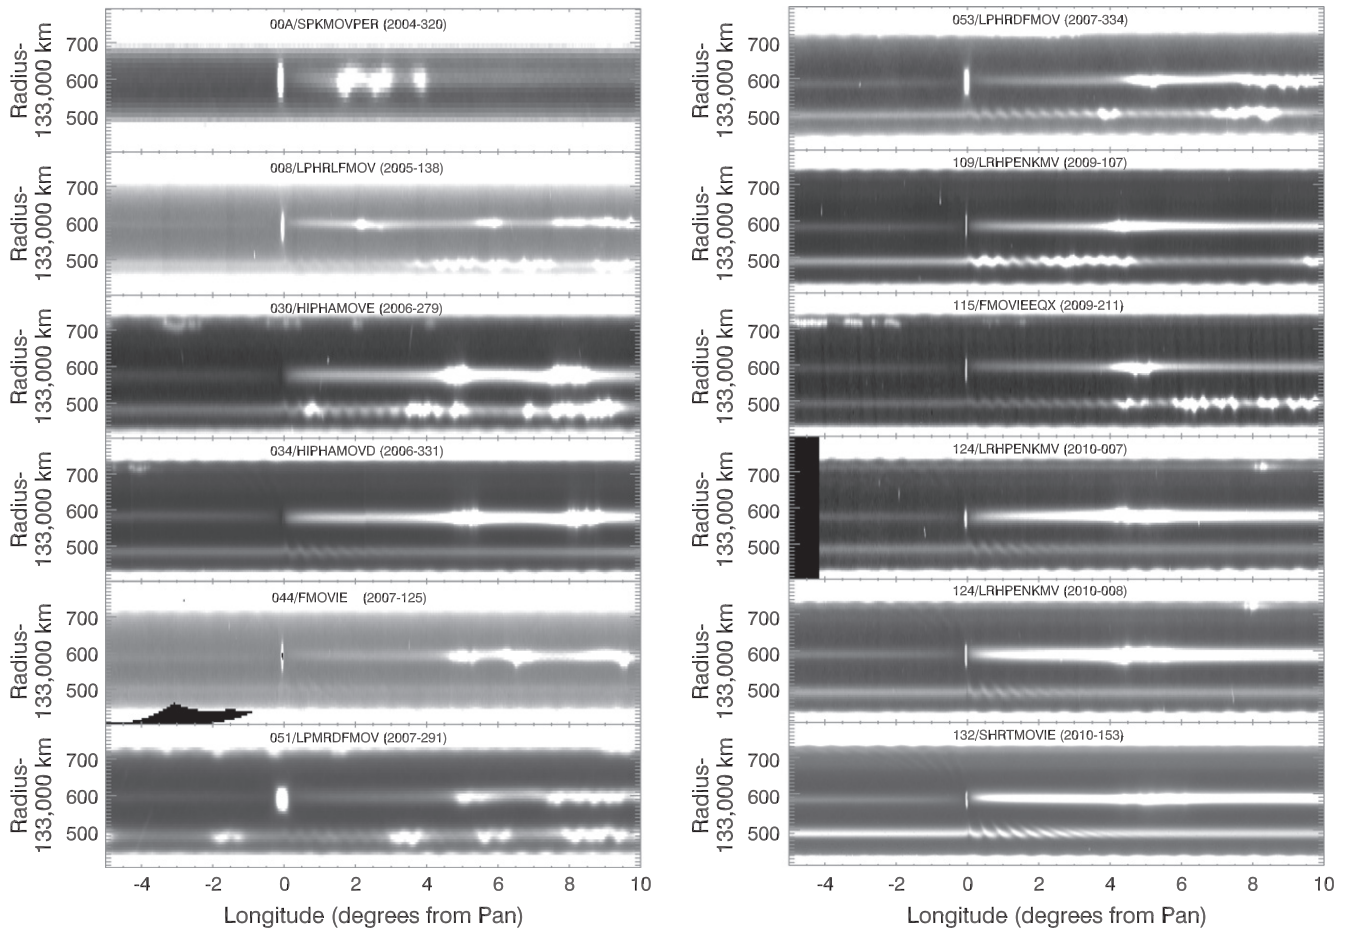 00A/SPKMOVPER (2004-320)
Radius-
133,000 km
700
600
500
008/LPHRLFMOV (2005-138)
Radius-
133,000 km
700
600
500
030/HIPHAMOVE (2006-279)
Radius-
133,000 km
700
600
500
034/HIPHAMOVD (2006-331)
Radius-
133,000 km
700
600
500
044/FMOVIE (2007-125)
Radius-
133,000 km
700
600
500
051/LPMRDFMOV (2007-291)
Radius-
133,000 km
700
600
500
-4 -2 0 2 4 6 8 10
Longitude (degrees from Pan)
053/LPHRDFMOV (2007-334)
Radius-
133,000 km
700
600
500
109/LRHPENKMV (2009-107)
Radius-
133,000 km
700
600
500
115/FMOVIEEQX (2009-211)
Radius-
133,000 km
700
600
500
124/LRHPENKMV (2010-007)
Radius-
133,000 km
700
600
500
124/LRHPENKMV (2010-008)
Radius-
133,000 km
700
600
500
132/SHRTMOVIE (2010-153)
Radius-
133,000 km
700
600
500
-4 -2 0 2 4 6 8 10
Longitude (degrees from Pan)